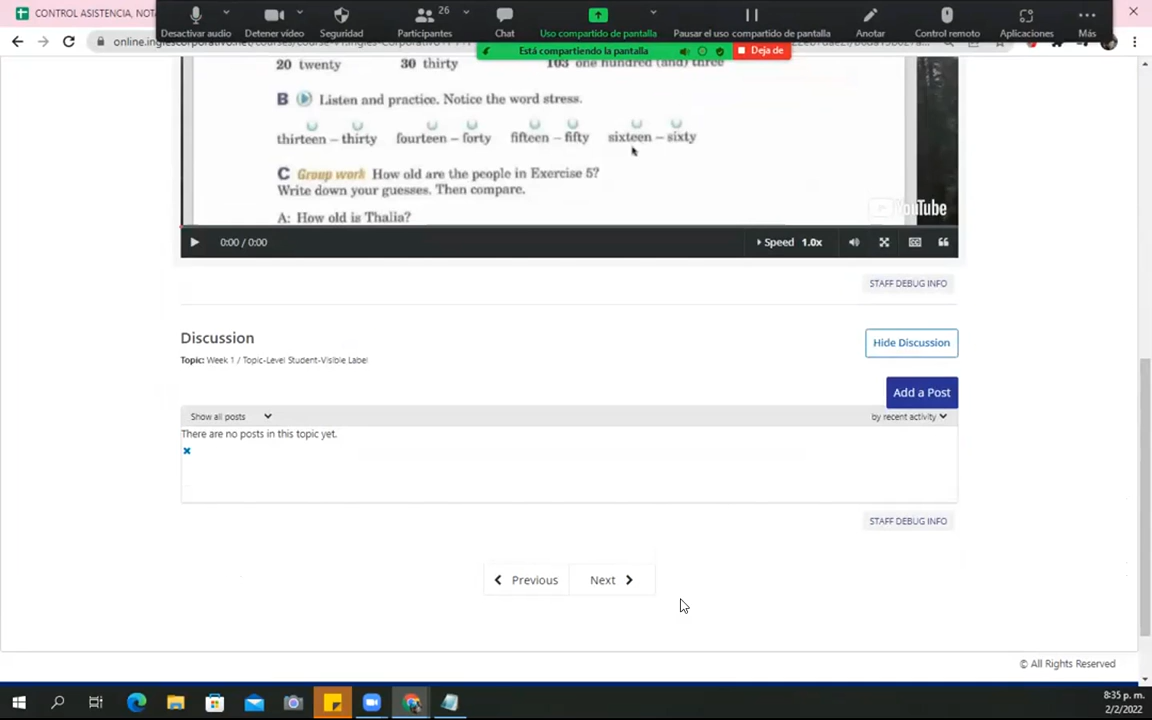 CONTROL ASISTENCIA, NOTA
Desactivar audio
Detener video
Seguridad
26
Participantes
Chat
Uso compartido de pantalla
Pausar el uso compartido de pantalla
Anotar
Control remoto
Aplicaciones
Más
Está compartiendo la pantalla
Deja de
20 twenty 30 thirty 103 one hundred (and) three
B Listen and practice. Notice the word stress.
thirteen – thirty fourteen – forty fifteen – fifty sixteen – sixty
C Group work How old are the people in Exercise 5?
Write down your guesses. Then compare.
A: How old is Thalia?
YouTube
0:00 / 0:00
Speed 1.0x
STAFF DEBUG INFO
Discussion
Hide Discussion
Topic: Week 1 / Topic-Level Student-Visible Label
Add a Post
Show all posts
by recent activity
There are no posts in this topic yet.
STAFF DEBUG INFO
Previous
Next
© All Rights Reserved
8:35 p. m.
2/2/2022